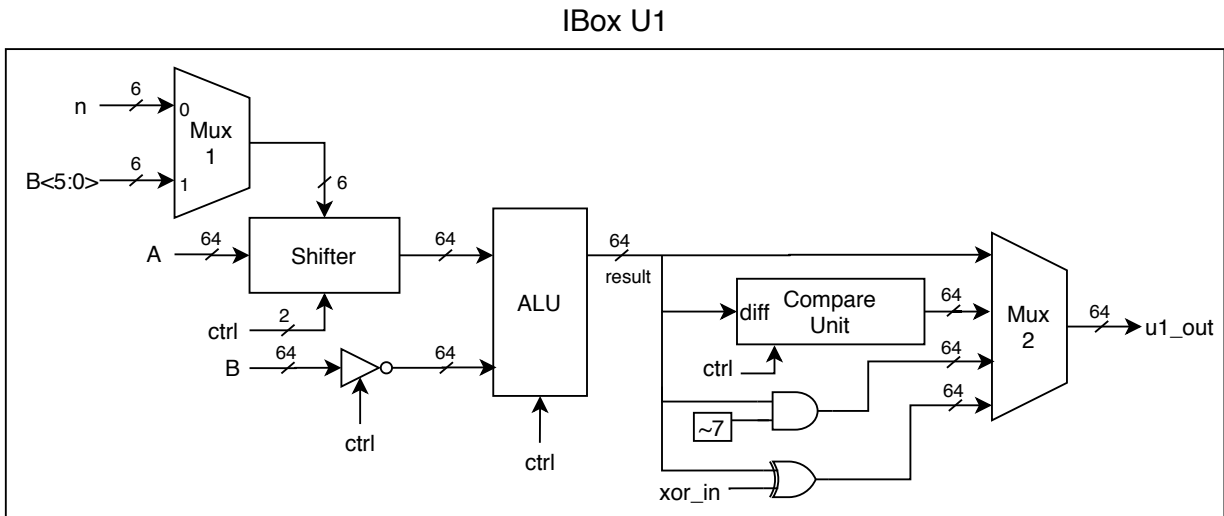 IBox U1
6
n
0
Mux
1
6
B<5:0>
1
6
A
64
Shifter
64
ctrl
2
B
64
64
ctrl
ALU
ctrl
64
result
diff
Compare
Unit
64
ctrl
~7
64
xor_in
64
Mux
2
64
u1_out